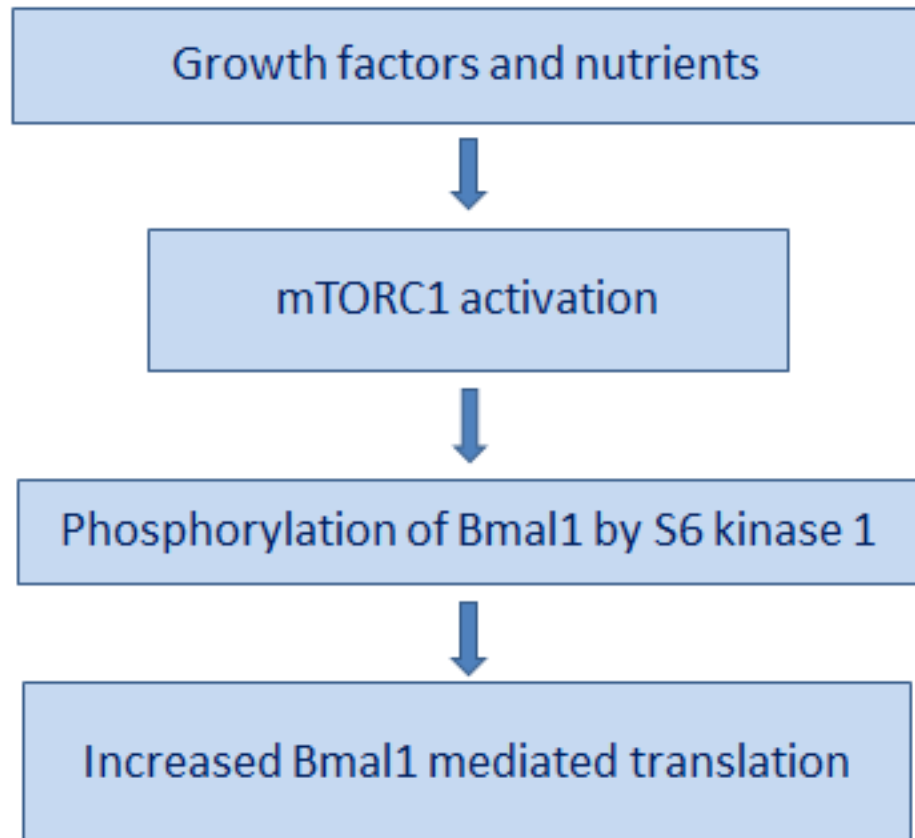 Growth factors and nutrients
mTORC1 activation
Phosphorylation of Bmal1 by S6 kinase 1
Increased Bmal1 mediated translation